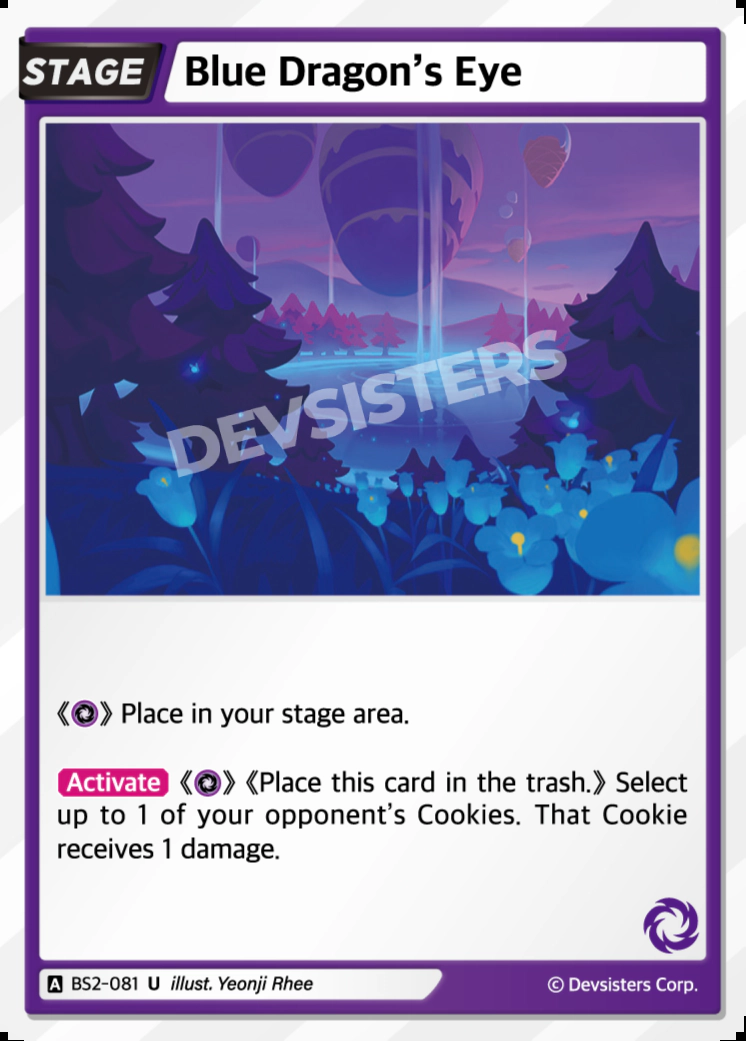 STAGE
Blue Dragon’s Eye
DEVSISTERS
《》 Place in your stage area.
Activate 《》《Place this card in the trash.》 Select
up to 1 of your opponent’s Cookies. That Cookie
receives 1 damage.
A BS2-081 U illust. Yeonji Rhee
© Devsisters Corp.